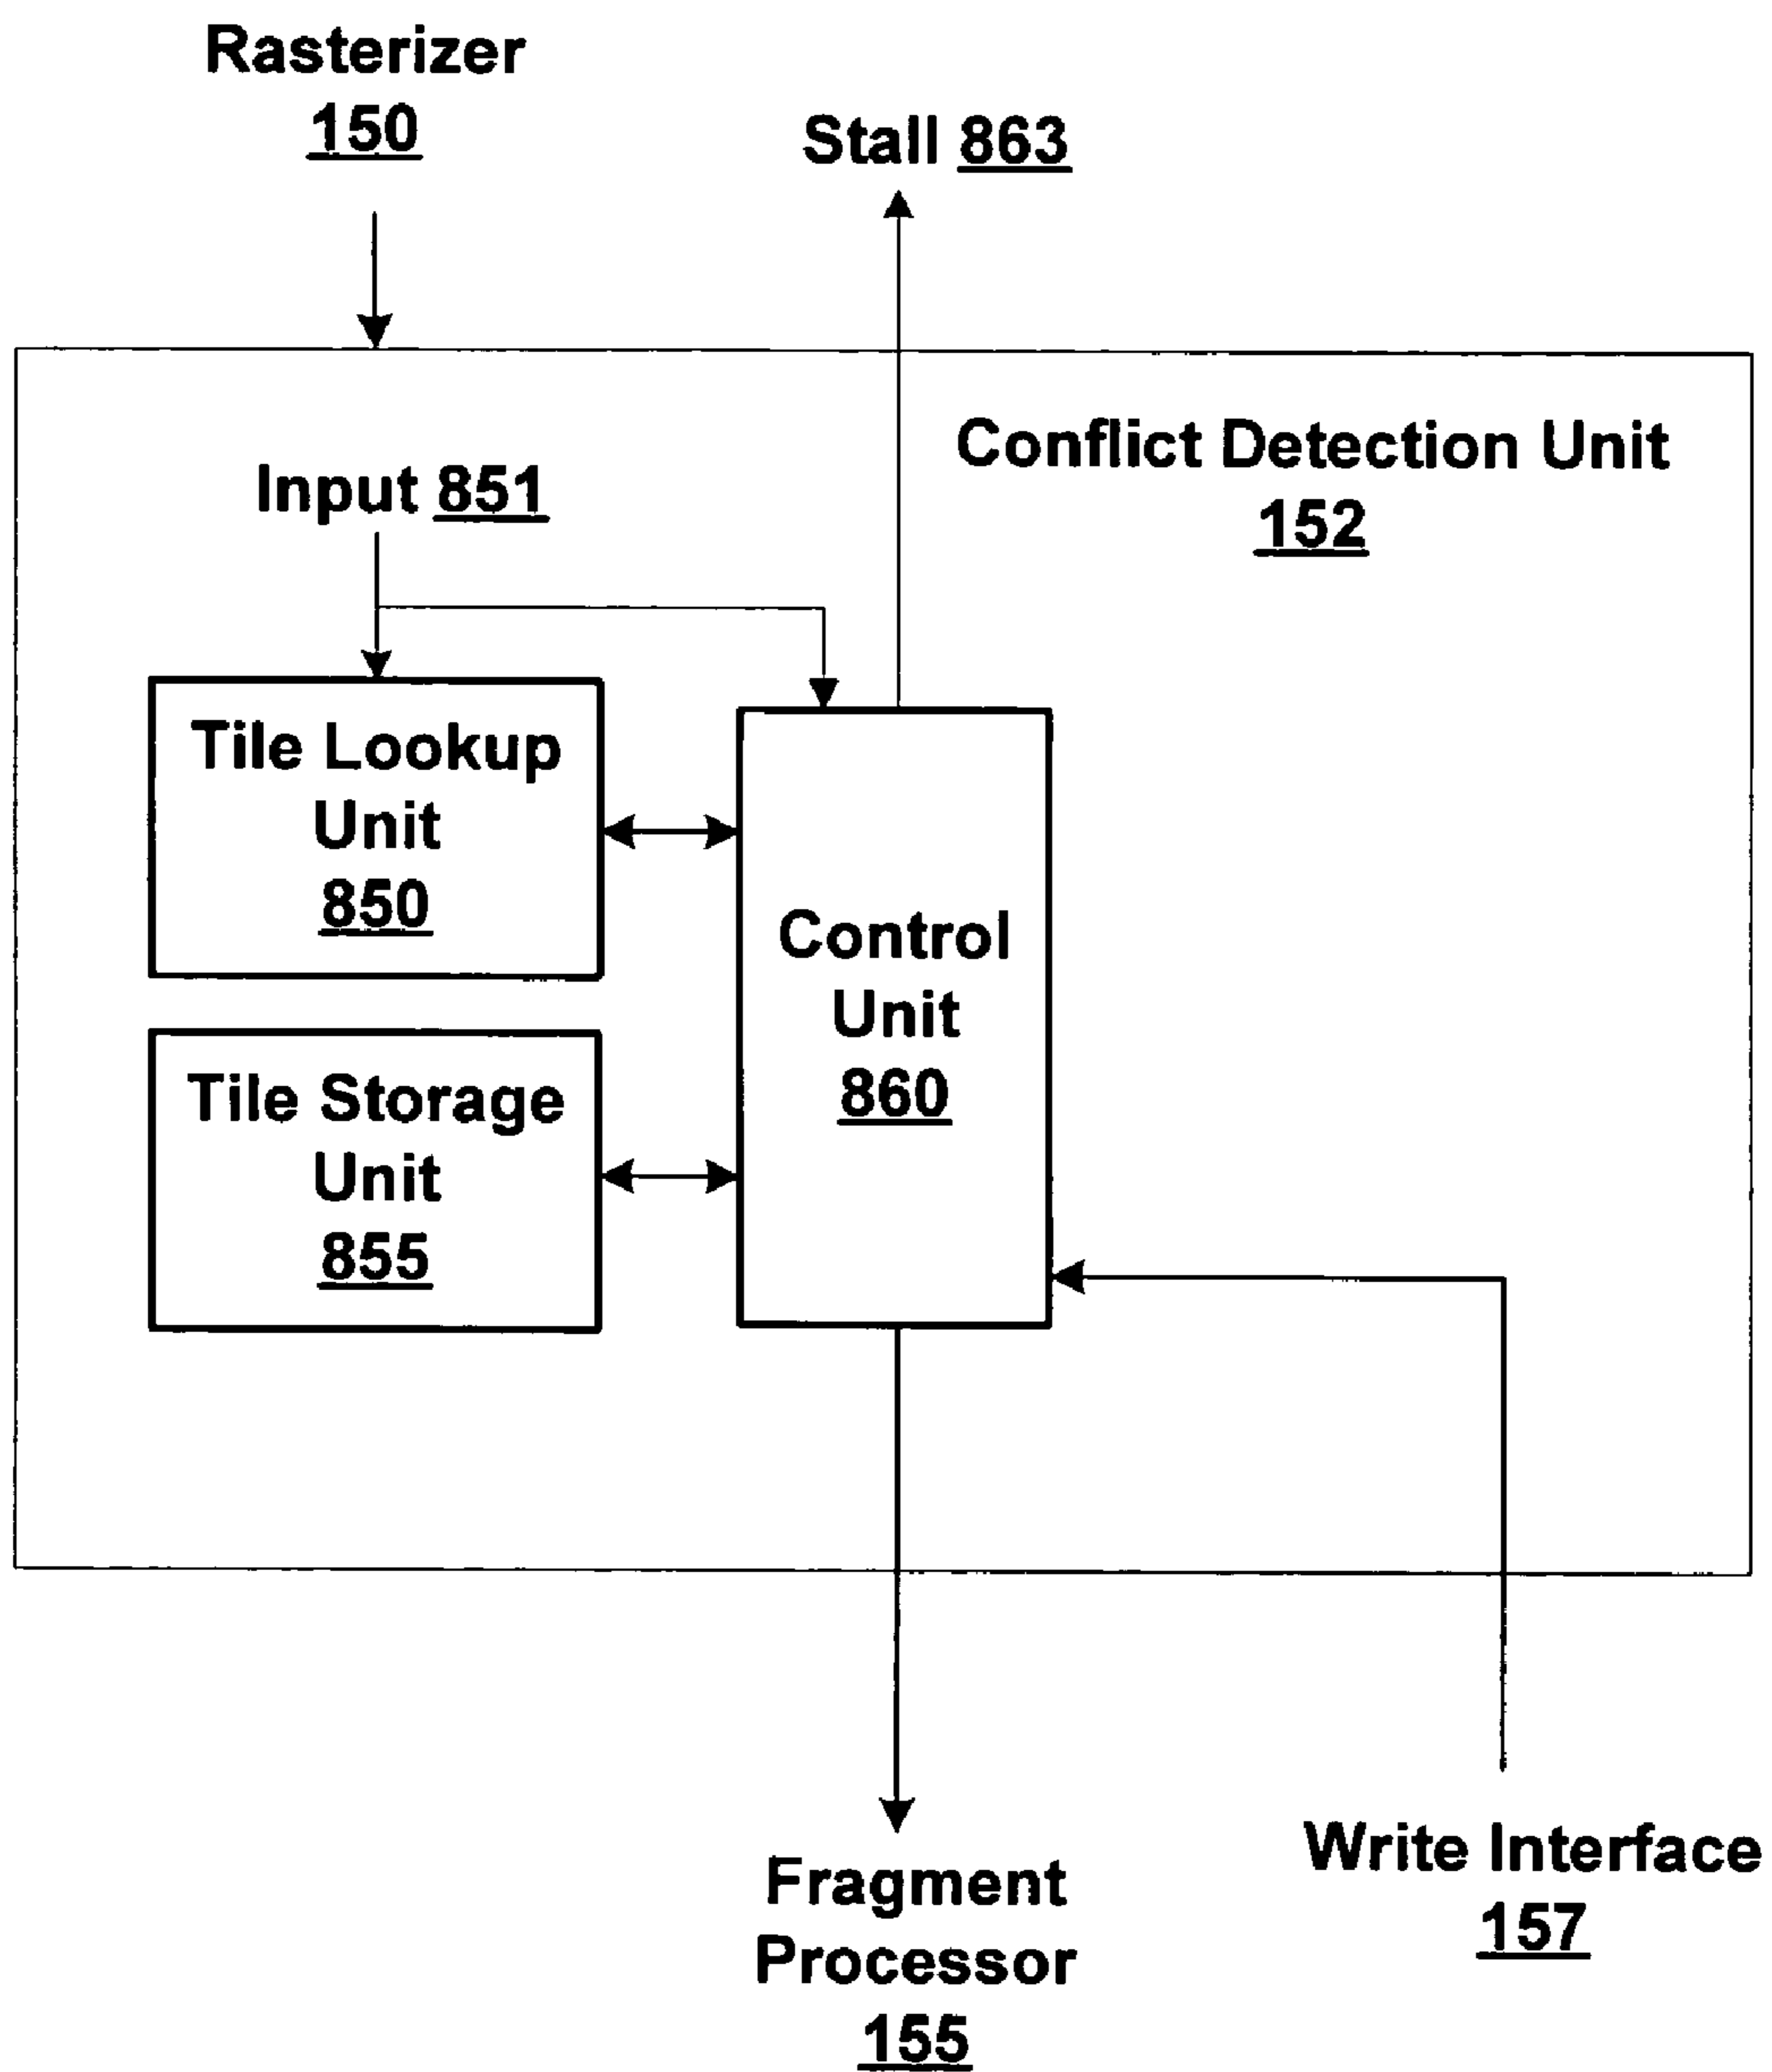 Rasterizer
150
Stall 863
Conflict Detection Unit
152
Input 851
Tile Lookup
Unit
850
Control
Unit
860
Tile Storage
Unit
855
Fragment
Processor
155
Write Interface
157